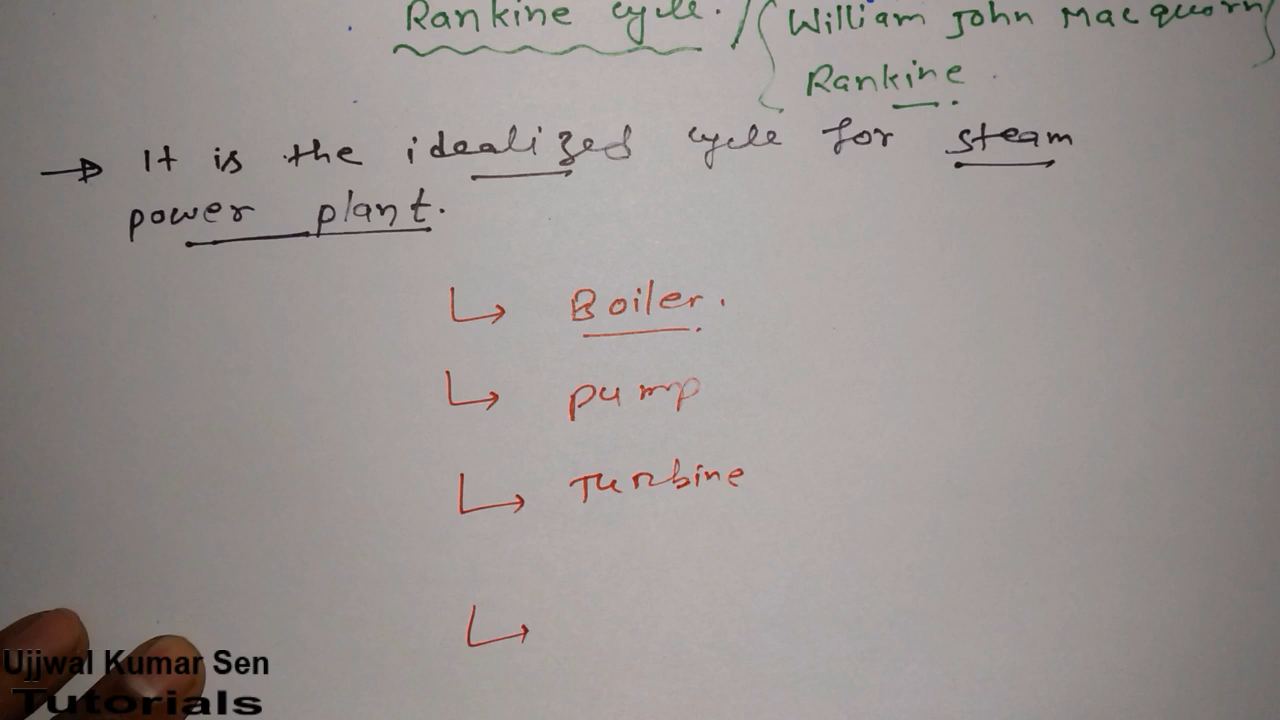 Rankine cycle. / { William John Macquorn }
Rankine.
→ It is the idealized cycle for steam
power plant.
↳ Boiler.
↳ pump
↳ Turbine
↳
Ujjwal Kumar Sen
Tutorials